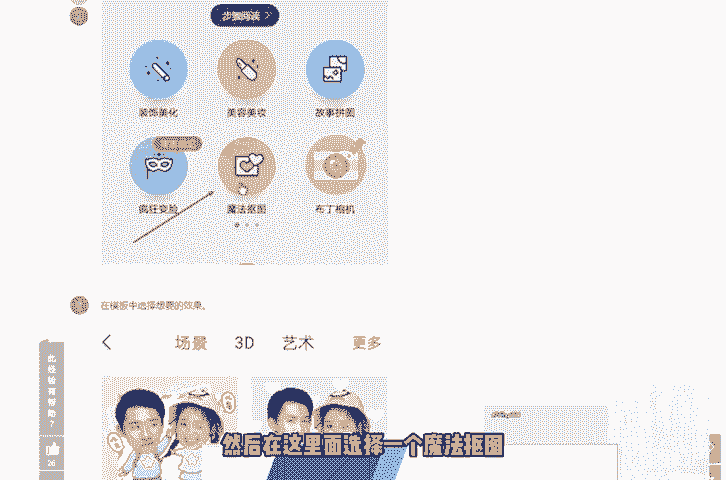 步骤阅读
装饰美化 美容美妆 故事拼图
疯狂变脸 魔法抠图 布丁相机
在模板中选择想要的效果。
场景 3D 艺术 更多
此经验有帮助？
26
然后在这里面选择一个魔法抠图